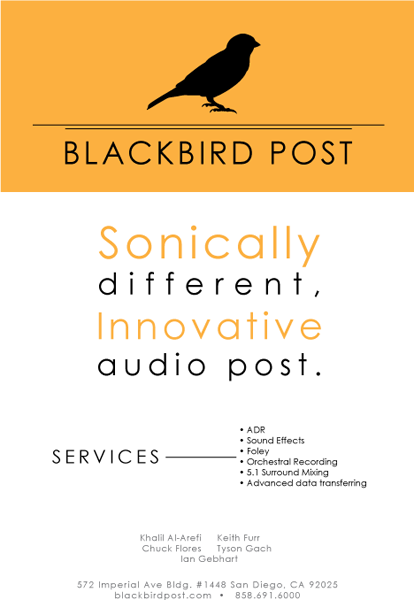 BLACKBIRD POST
Sonically
different,
Innovative
audio post.
SERVICES
• ADR
• Sound Effects
• Foley
• Orchestral Recording
• 5.1 Surround Mixing
• Advanced data transferring
Khalil Al-Arefi Keith Furr
Chuck Flores Tyson Gach
Ian Gebhart
572 Imperial Ave Bldg. #1448 San Diego, CA 92025
blackbirdpost.com • 858.691.6000